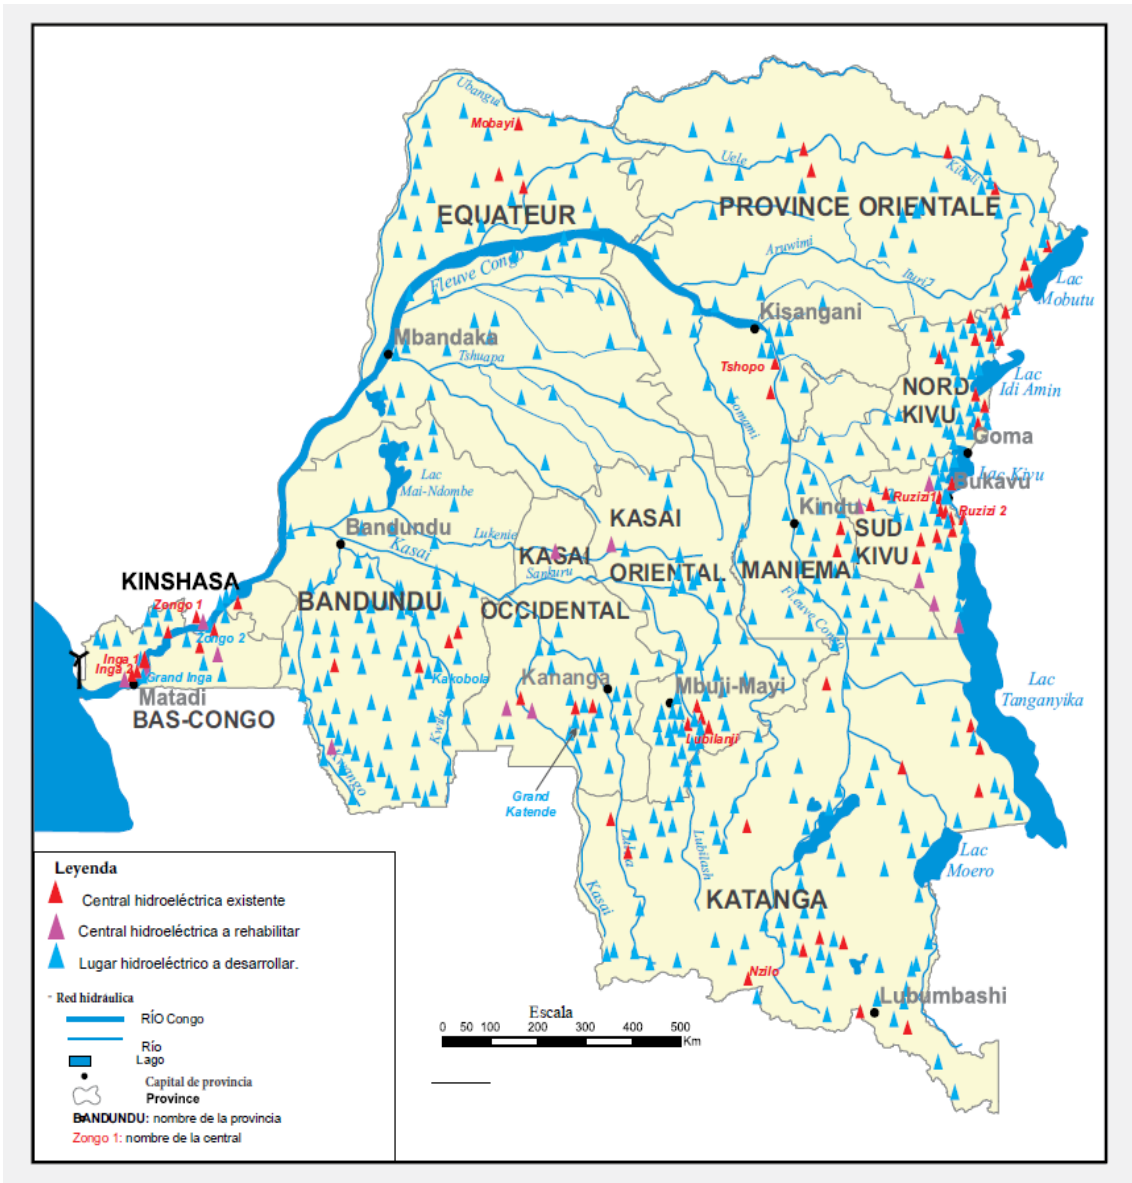 Ubangui
Mobayi
Uele
Kibali
EQUATEUR
PROVINCE ORIENTALE
Aruwimi
Fleuve Congo
Ituri
Lac
Mobutu
Kisangani
Mbandaka
Tshuapa
Tshopo
Lac
Idi Amin
NORD
KIVU
Lomami
Goma
Lac Kivu
Bukavu
Lac
Mai-Ndombe
Ruzizi1
Kindu
Ruzizi 2
KASAI
SUD
KIVU
Bandundu
Lukenie
Kasai
KASAI
Sankuru
ORIENTAL
MANIEMA
KINSHASA
BANDUNDU
OCCIDENTAL
FLeuve Congo
Zongo 1
Zongo 2
Inga 1
Inga 2
Grand Inga
Kakobola
Kananga
Mbuji-Mayi
Lac
Tanganyika
Matadi
BAS-CONGO
Kwilu
Lubilanji
Kwango
Grand
Katende
Lulua
Lubilash
Lac
Moero
Kasai
KATANGA
Nzilo
Lubumbashi
Leyenda
Central hidroeléctrica existente
Central hidroeléctrica a rehabilitar
Lugar hidroeléctrico a desarrollar.
- Red hidráulica
RÍO Congo
Río
Lago
Capital de provincia
Province
BANDUNDU: nombre de la provincia
Zongo 1: nombre de la central
Escala
0 50 100 200 300 400 500
Km